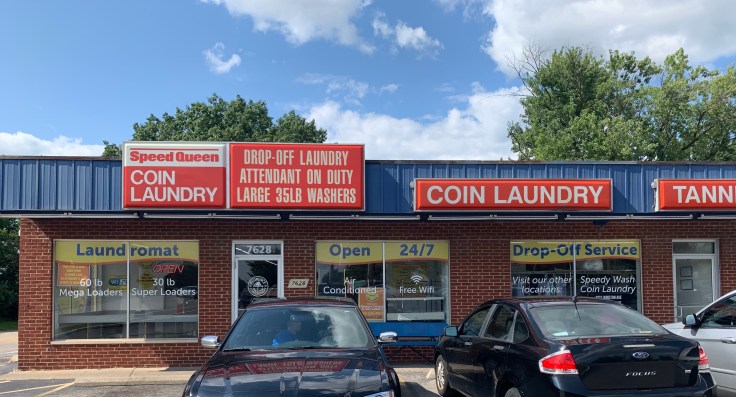 Speed Queen
COIN
LAUNDRY
DROP-OFF LAUNDRY
ATTENDANT ON DUTY
LARGE 35LB WASHERS
COIN LAUNDRY
TANN
Laundromat
OPEN
60 lb
Mega Loaders
30 lb
Super Loaders
7628
7628
Open 24/7
Air
Conditioned
Free Wifi
Drop-Off Service
Visit our other
locations
Speedy Wash
Coin Laundry
Ford
FOCUS